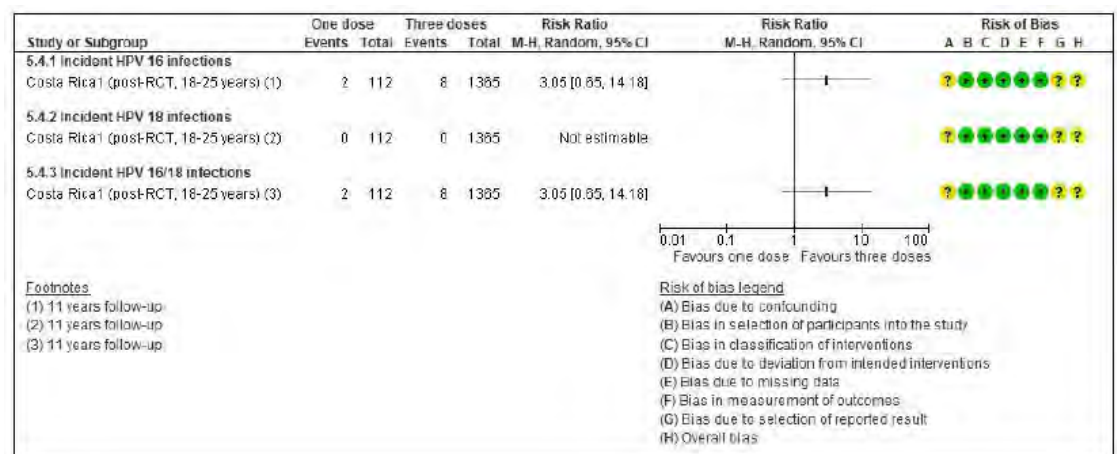 One dose Three doses Risk Ratio Risk Ratio Risk of Bias
Study or Subgroup Events Total Events Total M-H, Random, 95% CI M-H, Random, 95% CI A B C D E F G H
5.4.1 Incident HPV 16 infections
Costa Rica1 (post-RCT, 18-25 years) (1) 2 112 8 1365 3.05 [0.65, 14.18] ? + + + + + ? ?
5.4.2 Incident HPV 18 infections
Costa Rica1 (post-RCT, 18-25 years) (2) 0 112 0 1365 Not estimable ? + + + + + ? ?
5.4.3 Incident HPV 16/18 infections
Costa Rica1 (post-RCT, 18-25 years) (3) 2 112 8 1365 3.05 [0.65, 14.18] ? + + + + + ? ?
0.01 0.1 1 10 100
Favours one dose Favours three doses
Footnotes
(1) 11 years follow-up
(2) 11 years follow-up
(3) 11 years follow-up
Risk of bias legend
(A) Bias due to confounding
(B) Bias in selection of participants into the study
(C) Bias in classification of interventions
(D) Bias due to deviation from intended interventions
(E) Bias due to missing data
(F) Bias in measurement of outcomes
(G) Bias due to selection of reported result
(H) Overall bias